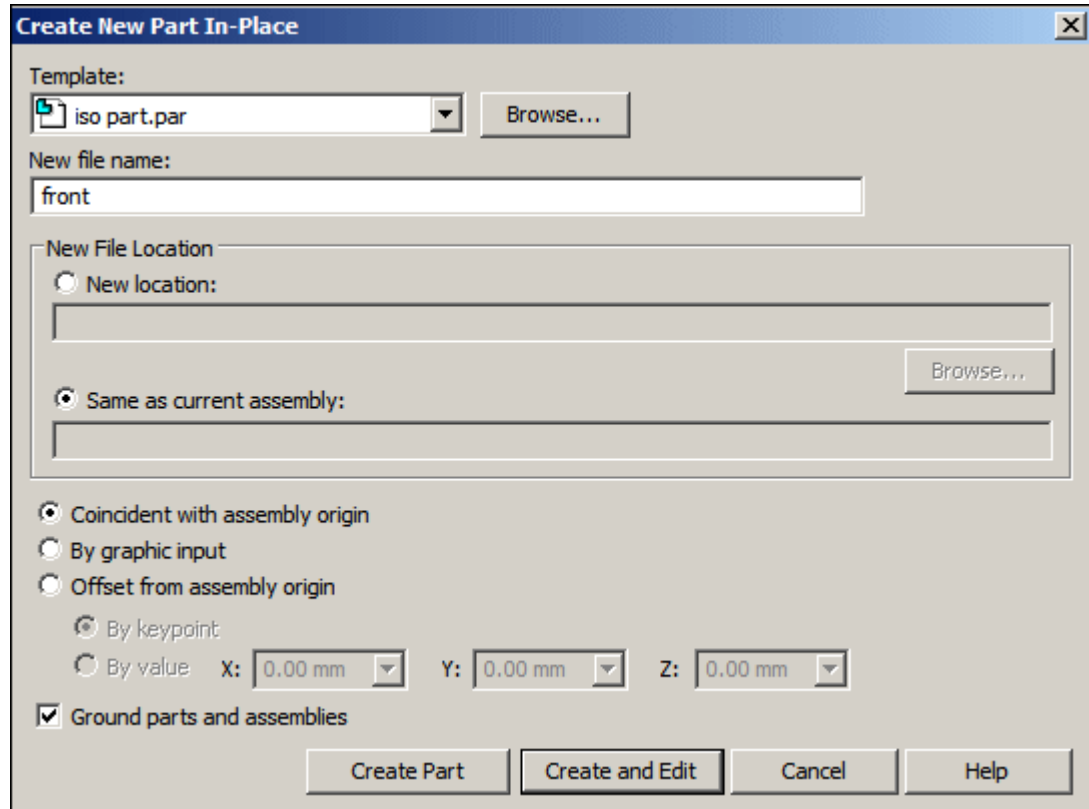 Create New Part In-Place
Template:
iso part.par
Browse...
New file name:
front
New File Location
New location:
Browse...
Same as current assembly:
Coincident with assembly origin
By graphic input
Offset from assembly origin
By keypoint
By value X: 0.00 mm Y: 0.00 mm Z: 0.00 mm
Ground parts and assemblies
Create Part Create and Edit Cancel Help